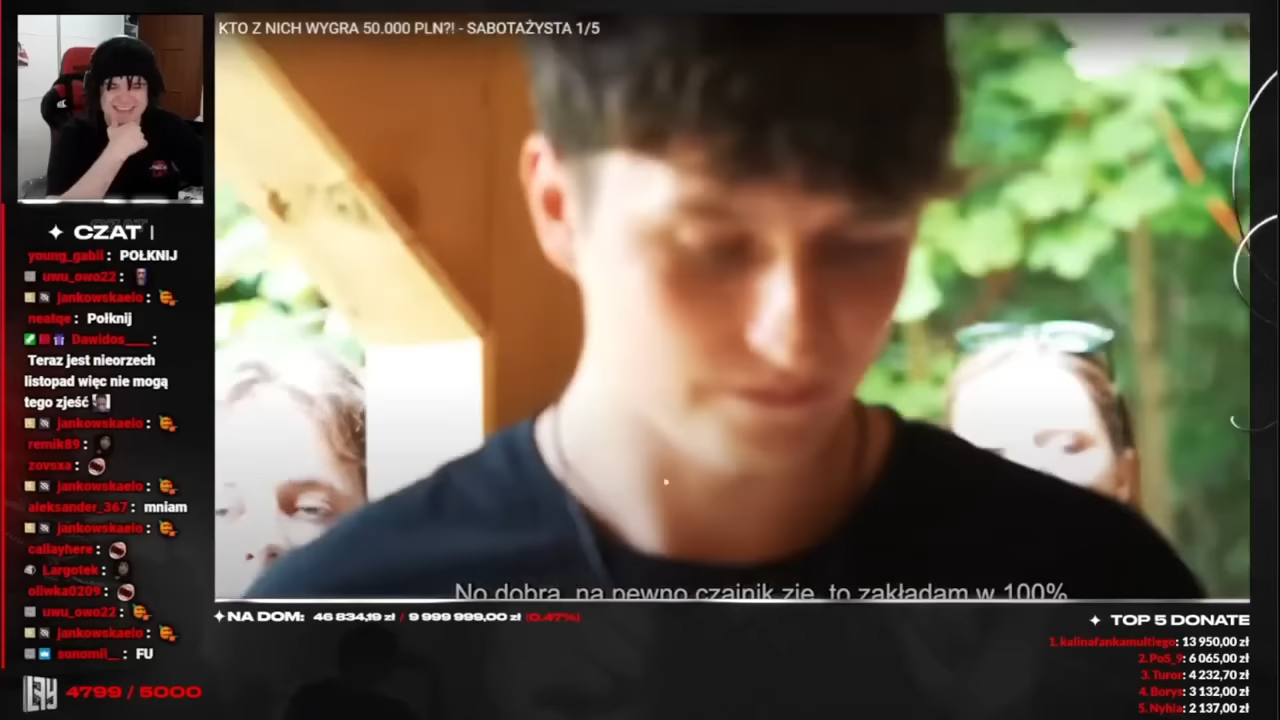 KTO Z NICH WYGRA 50.000 PLN?! - SABOTAŻYSTA 1/5
CZAT
young_gabii: POŁKNIJ
uwu_owo22:
jankowskaelo:
neatqe: Połknij
Dawidos____:
Teraz jest nieorzech
listopad więc nie mogą
tego zjeść
jankowskaelo:
remik89:
zovsxa:
jankowskaelo:
aleksander_367: mniam
jankowskaelo:
callayhere:
Largotek:
oliwka0209:
uwu_owo22:
jankowskaelo:
sonomii__: FU
4799 / 5000
No dobra, na pewno czajnik zje, to zakładam w 100%
NA DOM: 46 834,19 zł / 9 999 999,00 zł (0.47%)
TOP 5 DONATE
1. kalinafankamultiego: 13 950,00 zł
2. PoS_9: 6 065,00 zł
3. Turor: 4 232,70 zł
4. Borys: 3 132,00 zł
5. Nyhia: 2 137,00 zł